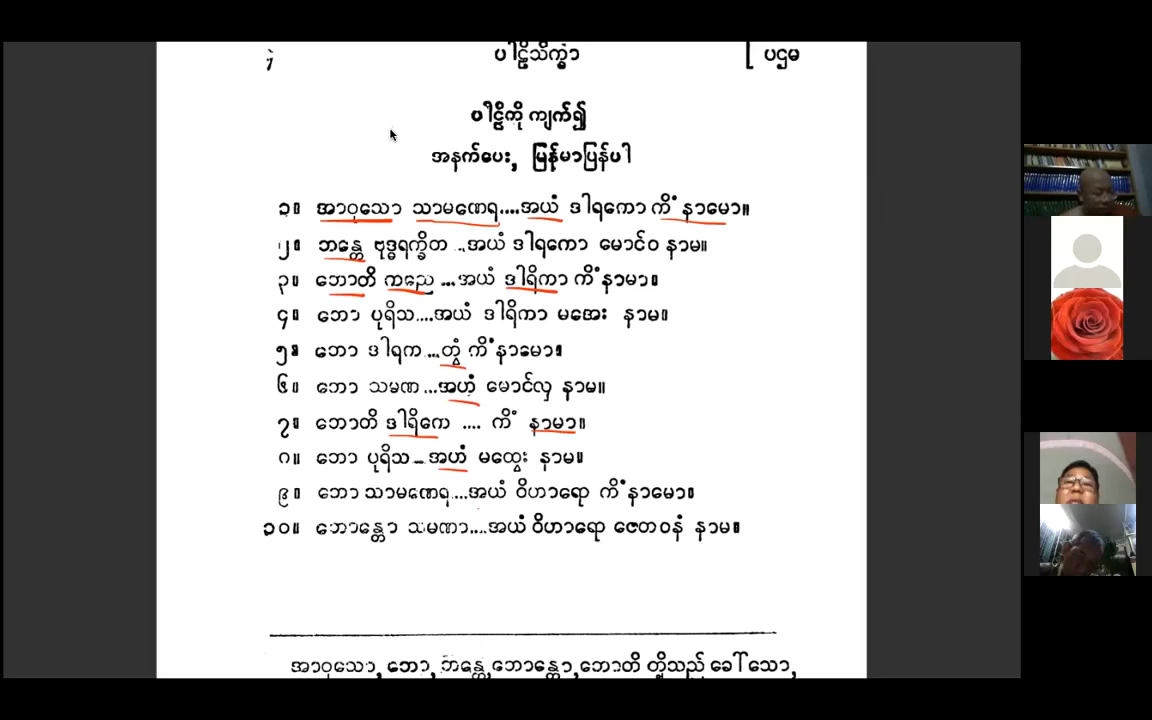 ပါဠိသိက္ခာ [ ပဌမ
ပါဠိကို ကျက်၍
အနက်ပေး, မြန်မာပြန်ပါ
၁။ အာဝုသော သာမဏေရ....အယံ ဒါရကော ကိံ နာမော။
၂။ ဘန္တေ ဗုဒ္ဓရက္ခိတ ...အယံ ဒါရကော မောင်ဝ နာမ။
၃။ ဘောတိ ကညေ ...အယံ ဒါရိကာ ကိံ နာမာ။
၄။ ဘော ပုရိသ....အယံ ဒါရိကာ မအေး နာမ။
၅။ ဘော ဒါရက ...တွံ ကိံ နာမော။
၆။ ဘော သမဏ ...အဟံ မောင်လှ နာမ။
၇။ ဘောတိ ဒါရိကေ .... ကိံ နာမာ။
၈။ ဘော ပုရိသ ...အဟံ မထွေး နာမ။
၉။ ဘော သာမဏေရ....အယံ ဝိဟာရော ကိံ နာမော။
၁၀။ ဘောန္တော သမဏာ....အယံ ဝိဟာရော ဇေတဝနံ နာမ။
အာဝုသော, ဘော, ဘန္တေ, ဘောန္တော, ဘောတိ တို့သည် ခေါ်သော,